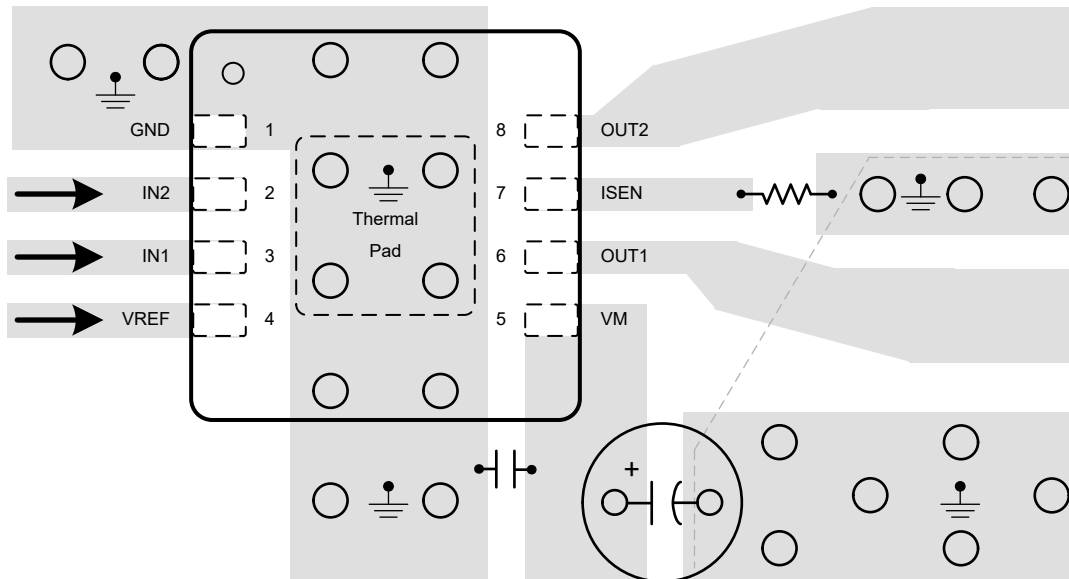 GND 1 8 OUT2
IN2 2 7 ISEN
Thermal
Pad
IN1 3 6 OUT1
VREF 4 5 VM
+